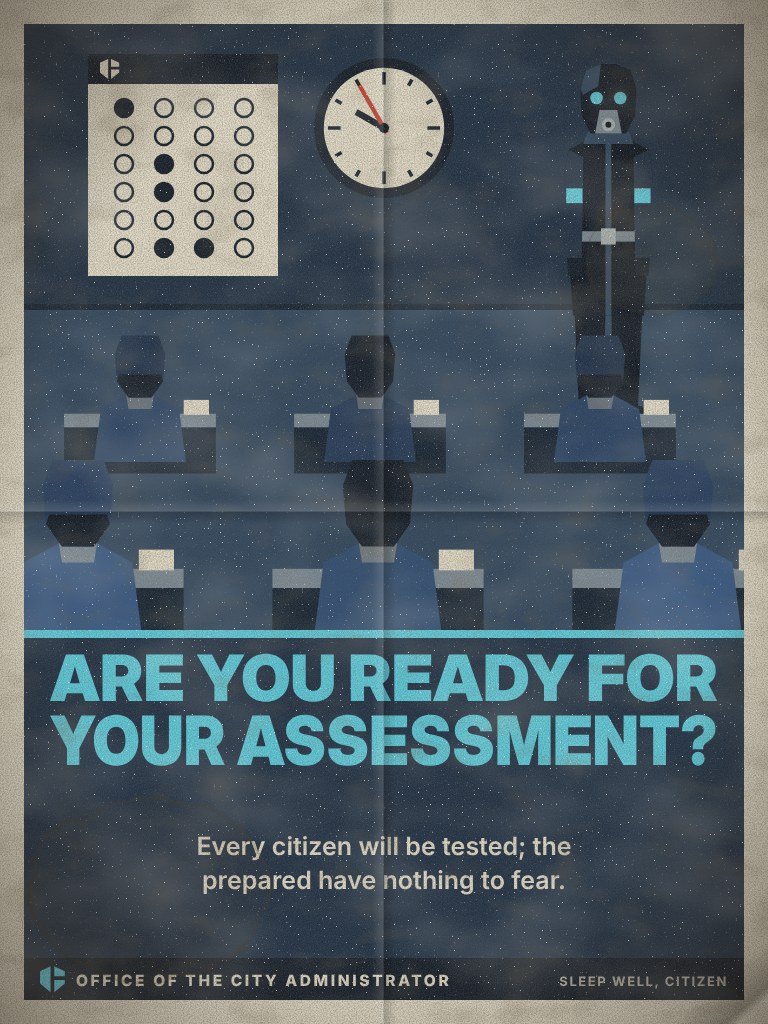 ARE YOU READY FOR
YOUR ASSESSMENT?
Every citizen will be tested; the
prepared have nothing to fear.
OFFICE OF THE CITY ADMINISTRATOR
SLEEP WELL, CITIZEN